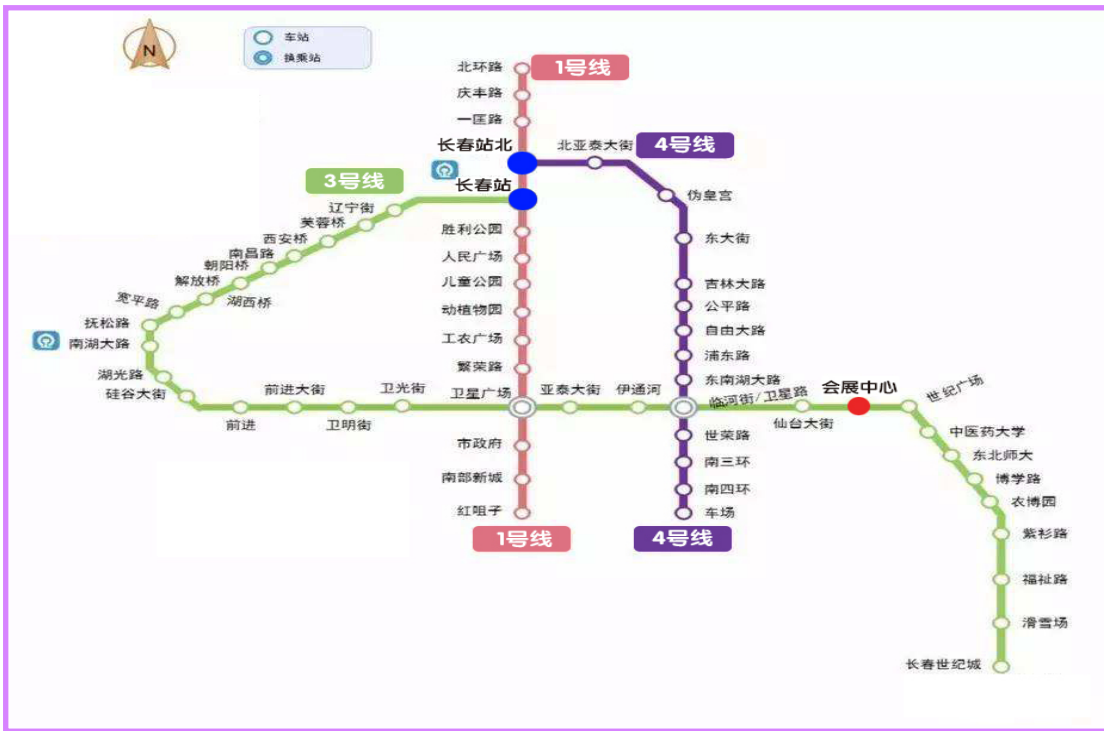 N
车站
换乘站
北环路
1号线
庆丰路
一匡路
长春站北
北亚泰大街
4号线
3号线
长春站
伪皇宫
辽宁街
芙蓉桥
西安桥
南昌路
朝阳桥
解放桥
湖西桥
宽平路
抚松路
南湖大路
湖光路
硅谷大街
胜利公园
人民广场
儿童公园
动植物园
工农广场
繁荣路
卫星广场
东大街
吉林大路
公平路
自由大路
浦东路
东南湖大路
前进
前进大街
卫明街
卫光街
亚泰大街
伊通河
临河街/卫星路
仙台大街
会展中心
世纪广场
中医药大学
东北师大
博学路
农博园
紫杉路
福祉路
滑雪场
长春世纪城
市政府
南部新城
红咀子
1号线
世荣路
南三环
南四环
车场
4号线